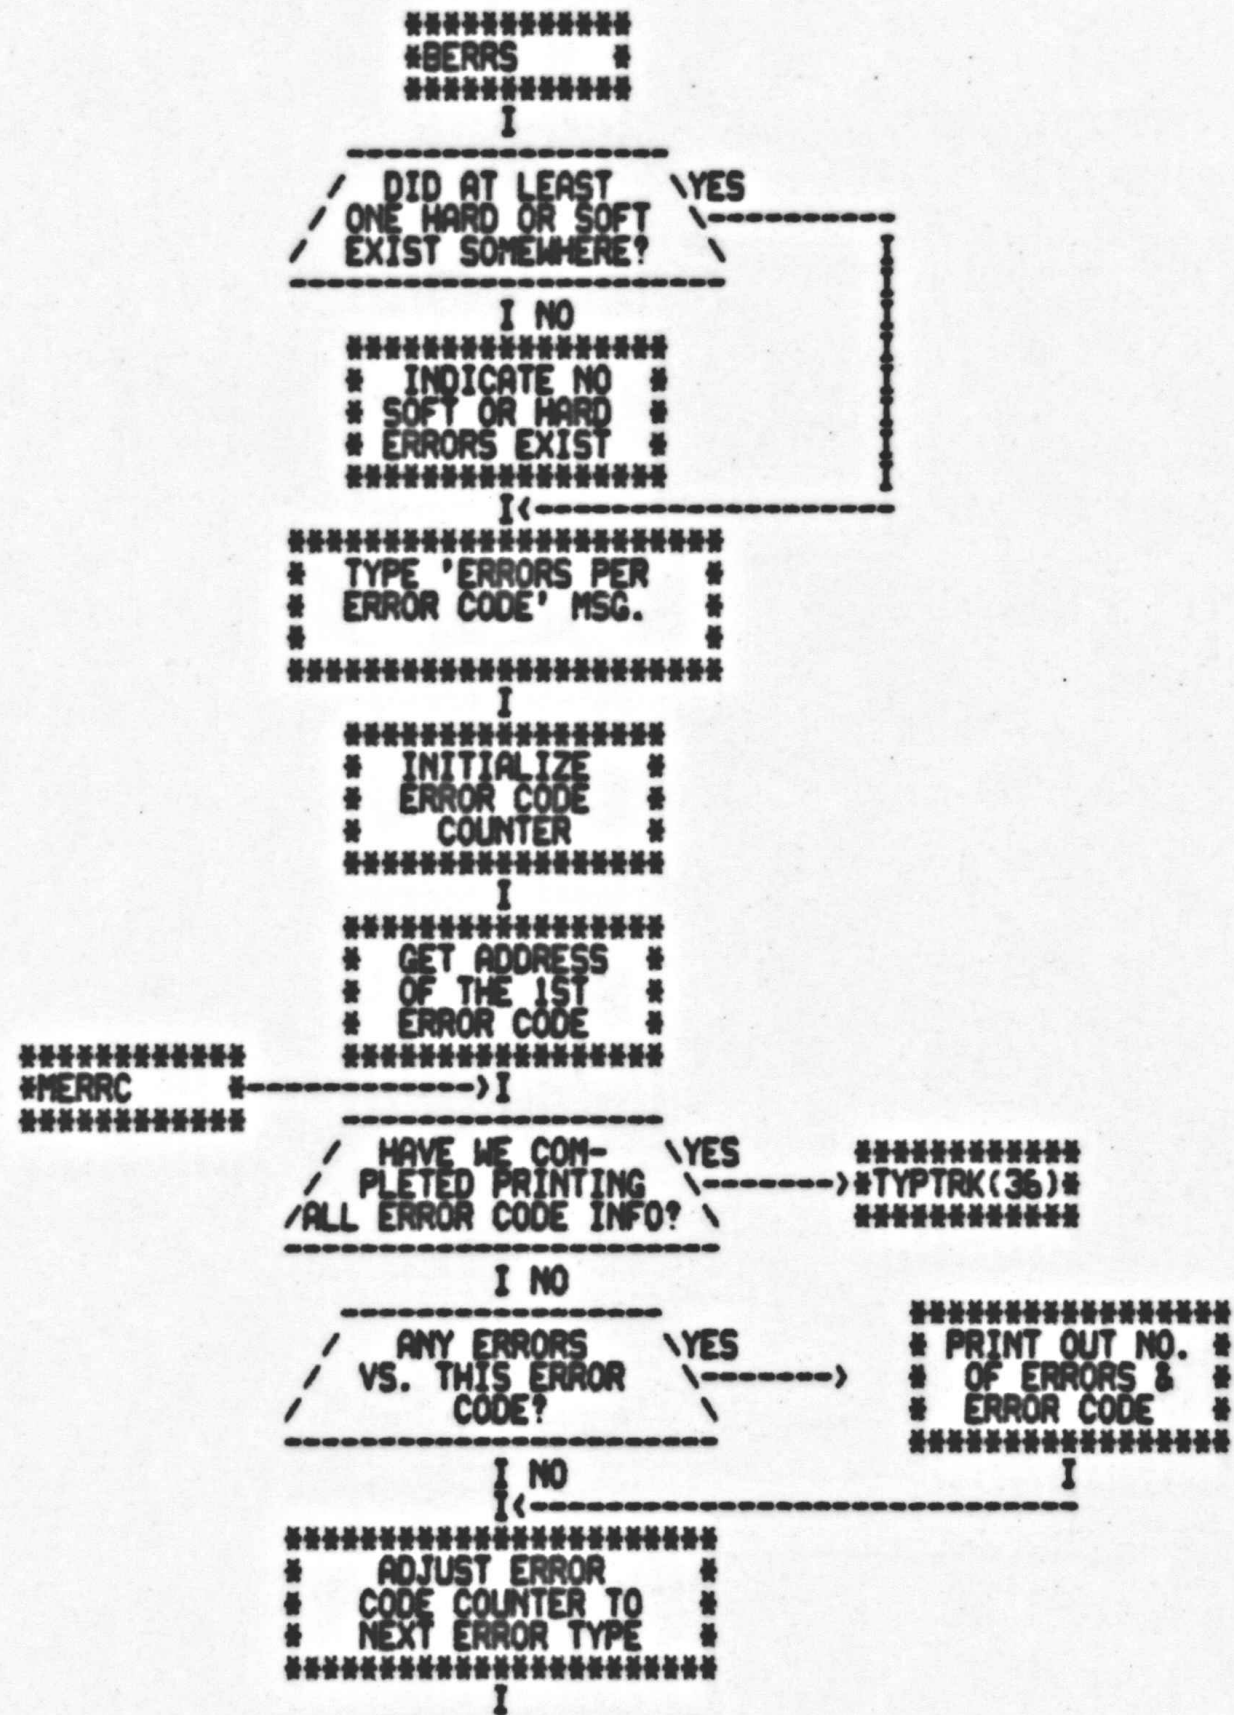 BERRS
DID AT LEAST
ONE HARD OR SOFT
EXIST SOMEWHERE?
YES
NO
INDICATE NO
SOFT OR HARD
ERRORS EXIST
TYPE 'ERRORS PER
ERROR CODE' MSG.
INITIALIZE
ERROR CODE
COUNTER
GET ADDRESS
OF THE 1ST
ERROR CODE
MERRC
HAVE WE COM-
PLETED PRINTING
ALL ERROR CODE INFO?
YES
TYPTRK(36)
NO
ANY ERRORS
VS. THIS ERROR
CODE?
YES
PRINT OUT NO.
OF ERRORS &
ERROR CODE
NO
ADJUST ERROR
CODE COUNTER TO
NEXT ERROR TYPE